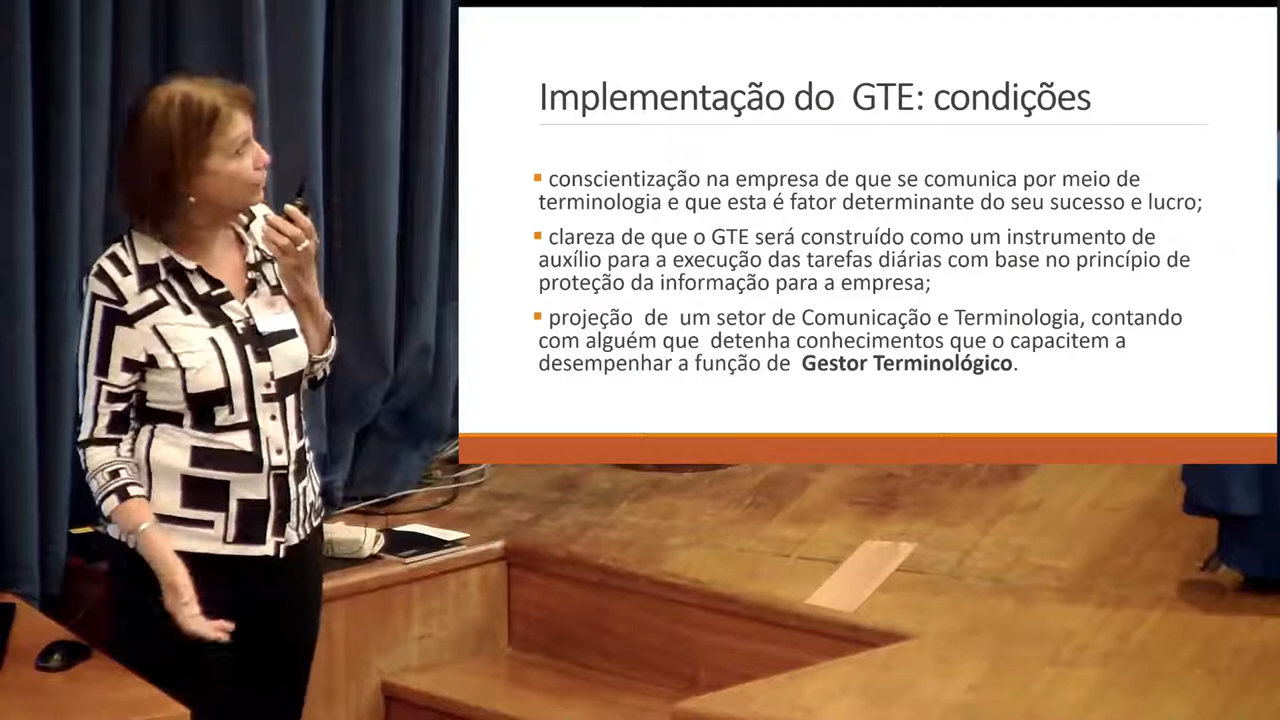 Implementação do GTE: condições
▪ conscientização na empresa de que se comunica por meio de
terminologia e que esta é fator determinante do seu sucesso e lucro;
▪ clareza de que o GTE será construído como um instrumento de
auxílio para a execução das tarefas diárias com base no princípio de
proteção da informação para a empresa;
▪ projeção de um setor de Comunicação e Terminologia, contando
com alguém que detenha conhecimentos que o capacitem a
desempenhar a função de Gestor Terminológico.